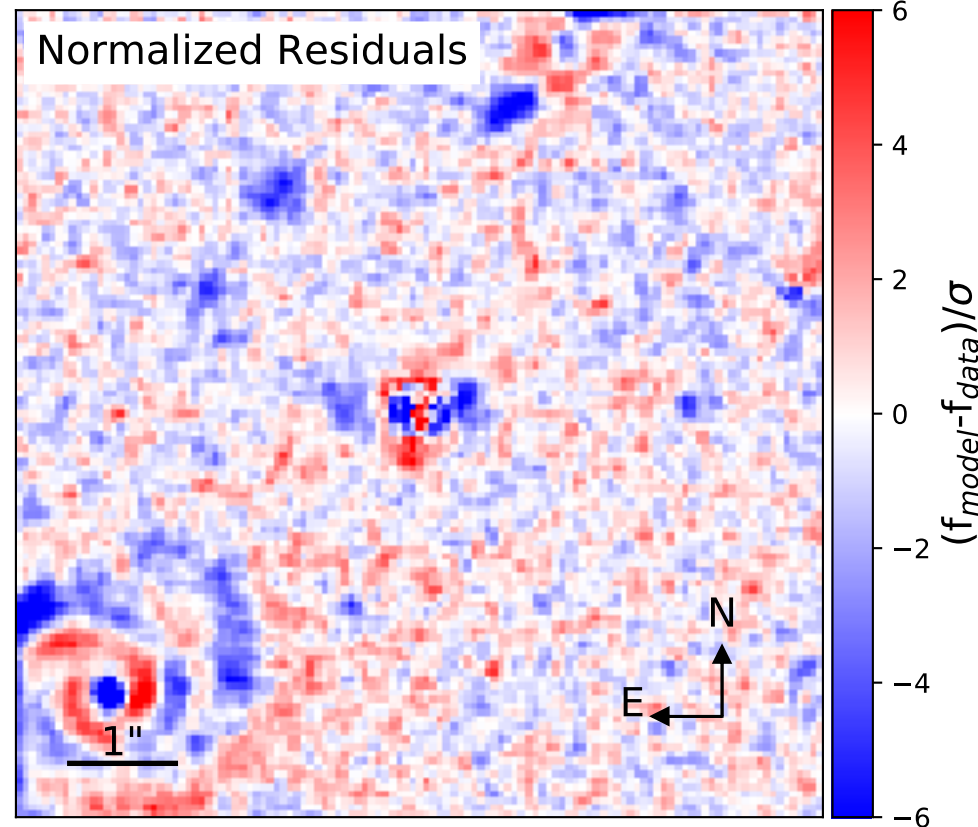 Normalized Residuals
N
E
1"
6
4
2
0
−2
−4
−6
(f_model-f_data)/σ